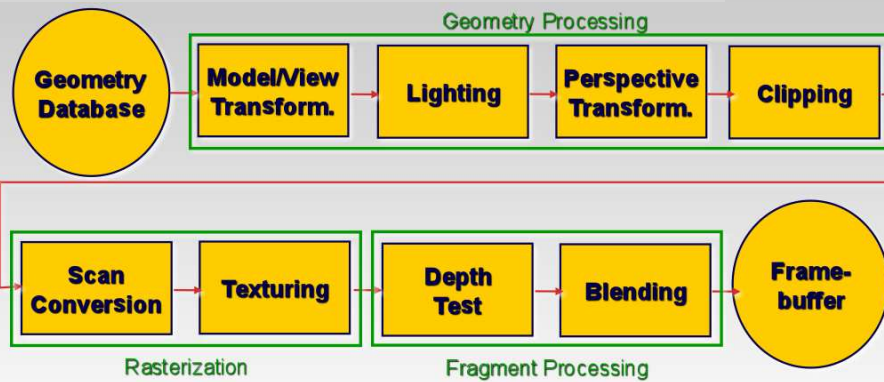 Geometry Processing
Geometry
Database
Model/View
Transform.
Lighting
Perspective
Transform.
Clipping
Scan
Conversion
Texturing
Depth
Test
Blending
Frame-
buffer
Rasterization
Fragment Processing